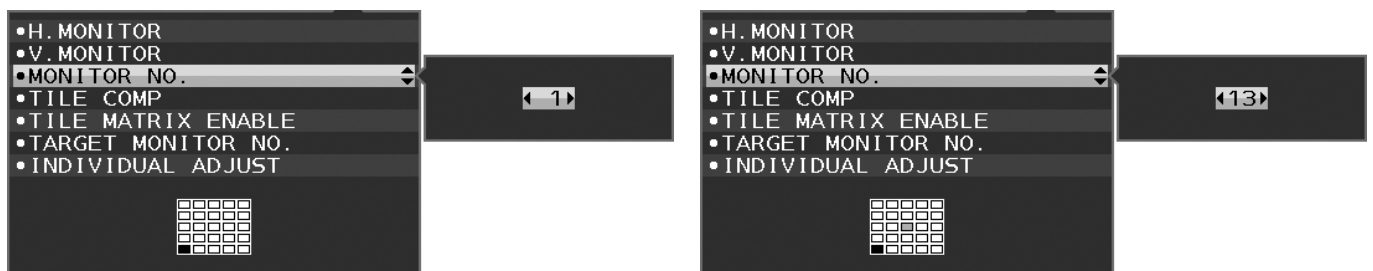 •H.MONITOR
•V.MONITOR
•MONITOR NO.
•TILE COMP
•TILE MATRIX ENABLE
•TARGET MONITOR NO.
•INDIVIDUAL ADJUST
1
•H.MONITOR
•V.MONITOR
•MONITOR NO.
•TILE COMP
•TILE MATRIX ENABLE
•TARGET MONITOR NO.
•INDIVIDUAL ADJUST
13